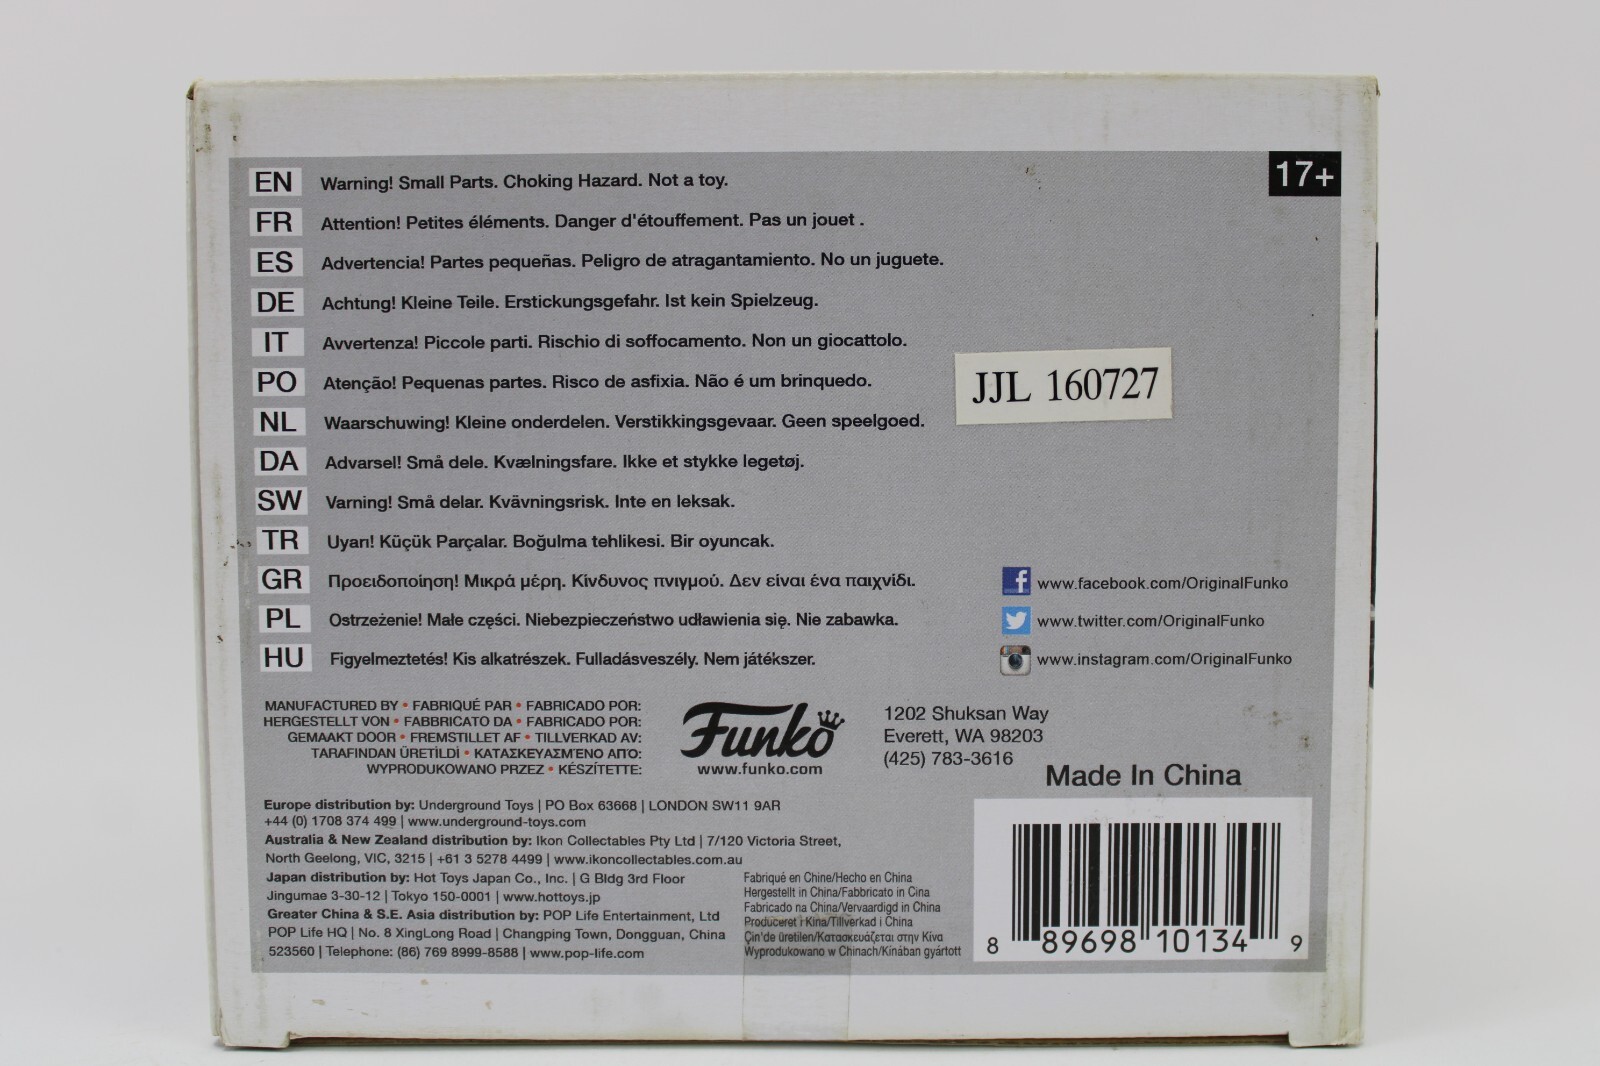 17+
EN Warning! Small Parts. Choking Hazard. Not a toy.
FR Attention! Petites éléments. Danger d'étouffement. Pas un jouet .
ES Advertencia! Partes pequeñas. Peligro de atragantamiento. No un juguete.
DE Achtung! Kleine Teile. Erstickungsgefahr. Ist kein Spielzeug.
IT Avvertenza! Piccole parti. Rischio di soffocamento. Non un giocattolo.
PO Atenção! Pequenas partes. Risco de asfixia. Não é um brinquedo.
JJL 160727
NL Waarschuwing! Kleine onderdelen. Verstikkingsgevaar. Geen speelgoed.
DA Advarsel! Små dele. Kvælningsfare. Ikke et stykke legetøj.
SW Varning! Små delar. Kvävningsrisk. Inte en leksak.
TR Uyarı! Küçük Parçalar. Boğulma tehlikesi. Bir oyuncak.
GR Προειδοποίηση! Μικρά μέρη. Κίνδυνος πνιγμού. Δεν είναι ένα παιχνίδι.
PL Ostrzeżenie! Małe części. Niebezpieczeństwo udławienia się. Nie zabawka.
HU Figyelmeztetés! Kis alkatrészek. Fulladásveszély. Nem játékszer.
www.facebook.com/OriginalFunko
www.twitter.com/OriginalFunko
www.instagram.com/OriginalFunko
MANUFACTURED BY • FABRIQUÉ PAR • FABRICADO POR:
HERGESTELLT VON • FABBRICATO DA • FABRICADO POR:
GEMAAKT DOOR • FREMSTILLET AF • TILLVERKAD AV:
TARAFINDAN ÜRETİLDİ • ΚΑΤΑΣΚΕΥΑΣΜΈΝΟ ΑΠΌ:
WYPRODUKOWANO PRZEZ • KÉSZÍTETTE:
Funko
www.funko.com
1202 Shuksan Way
Everett, WA 98203
(425) 783-3616
Made In China
Europe distribution by: Underground Toys | PO Box 63668 | LONDON SW11 9AR
+44 (0) 1708 374 499 | www.underground-toys.com
Australia & New Zealand distribution by: Ikon Collectables Pty Ltd | 7/120 Victoria Street,
North Geelong, VIC, 3215 | +61 3 5278 4499 | www.ikoncollectables.com.au
Japan distribution by: Hot Toys Japan Co., Inc. | G Bldg 3rd Floor
Jingumae 3-30-12 | Tokyo 150-0001 | www.hottoys.jp
Greater China & S.E. Asia distribution by: POP Life Entertainment, Ltd
POP Life HQ | No. 8 XingLong Road | Changping Town, Dongguan, China
523560 | Telephone: (86) 769 8999-8588 | www.pop-life.com
Fabriqué en Chine/Hecho en China
Hergestellt in China/Fabbricato in Cina
Fabricado na China/Vervaardigd in China
Produceret i Kina/Tillverkad i China
Çin'de üretilen/Κατασκευάζεται στην Κίνα
Wyprodukowano w Chinach/Kínában gyártott
8 89698 10134 9